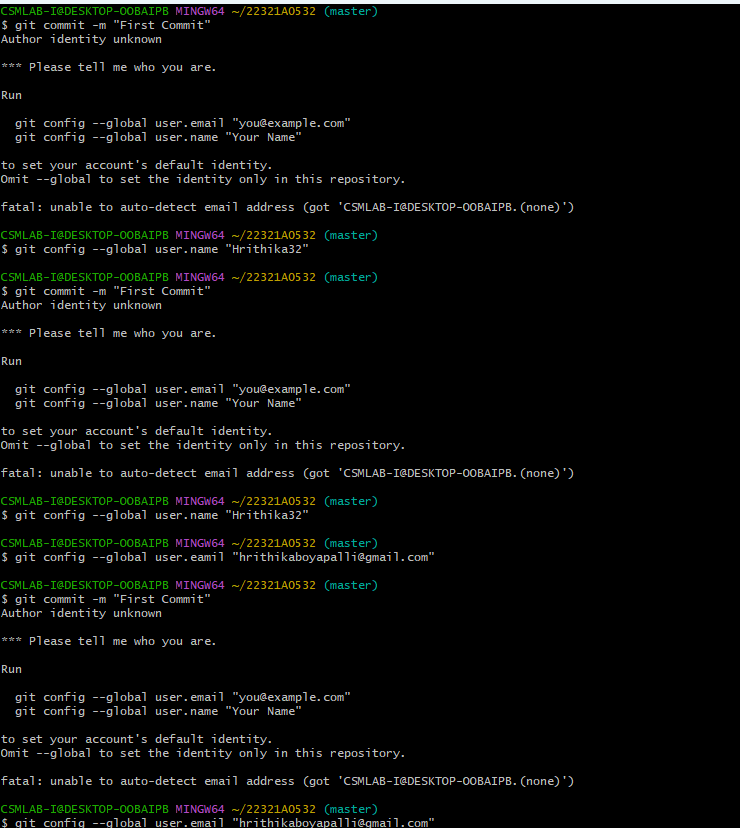 CSMLAB-I@DESKTOP-OOBAIPB MINGW64 ~/22321A0532 (master)
$ git commit -m "First Commit"
Author identity unknown
*** Please tell me who you are.
Run
git config --global user.email "you@example.com"
git config --global user.name "Your Name"
to set your account's default identity.
Omit --global to set the identity only in this repository.
fatal: unable to auto-detect email address (got 'CSMLAB-I@DESKTOP-OOBAIPB.(none)')
CSMLAB-I@DESKTOP-OOBAIPB MINGW64 ~/22321A0532 (master)
$ git config --global user.name "Hrithika32"
CSMLAB-I@DESKTOP-OOBAIPB MINGW64 ~/22321A0532 (master)
$ git commit -m "First Commit"
Author identity unknown
*** Please tell me who you are.
Run
git config --global user.email "you@example.com"
git config --global user.name "Your Name"
to set your account's default identity.
Omit --global to set the identity only in this repository.
fatal: unable to auto-detect email address (got 'CSMLAB-I@DESKTOP-OOBAIPB.(none)')
CSMLAB-I@DESKTOP-OOBAIPB MINGW64 ~/22321A0532 (master)
$ git config --global user.name "Hrithika32"
CSMLAB-I@DESKTOP-OOBAIPB MINGW64 ~/22321A0532 (master)
$ git config --global user.eamil "hrithikaboyapalli@gmail.com"
CSMLAB-I@DESKTOP-OOBAIPB MINGW64 ~/22321A0532 (master)
$ git commit -m "First Commit"
Author identity unknown
*** Please tell me who you are.
Run
git config --global user.email "you@example.com"
git config --global user.name "Your Name"
to set your account's default identity.
Omit --global to set the identity only in this repository.
fatal: unable to auto-detect email address (got 'CSMLAB-I@DESKTOP-OOBAIPB.(none)')
CSMLAB-I@DESKTOP-OOBAIPB MINGW64 ~/22321A0532 (master)
$ git config --global user.email "hrithikaboyapalli@gmail.com"